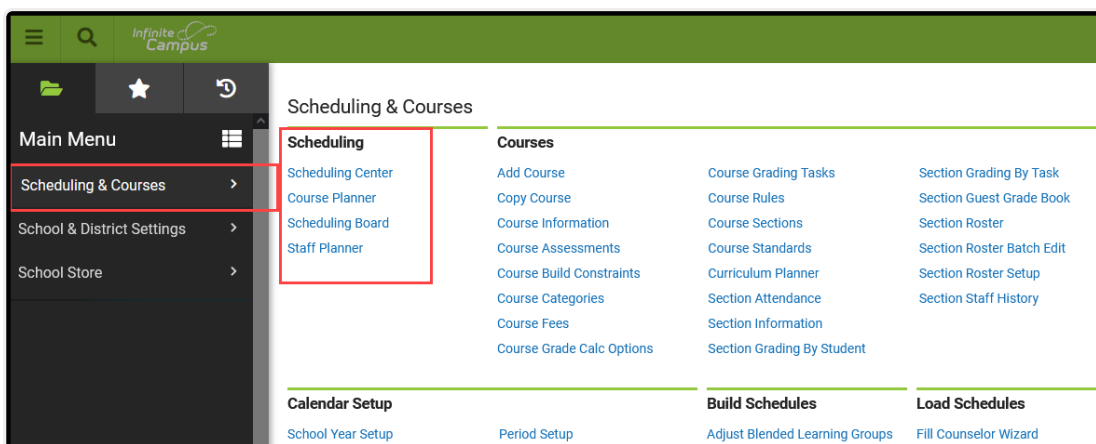 Infinite
Campus
Main Menu
Scheduling & Courses
School & District Settings
School Store
Scheduling & Courses
Scheduling
Scheduling Center
Course Planner
Scheduling Board
Staff Planner
Courses
Add Course
Copy Course
Course Information
Course Assessments
Course Build Constraints
Course Categories
Course Fees
Course Grade Calc Options
Course Grading Tasks
Course Rules
Course Sections
Course Standards
Curriculum Planner
Section Attendance
Section Information
Section Grading By Student
Section Grading By Task
Section Guest Grade Book
Section Roster
Section Roster Batch Edit
Section Roster Setup
Section Staff History
Calendar Setup
School Year Setup
Period Setup
Build Schedules
Adjust Blended Learning Groups
Load Schedules
Fill Counselor Wizard